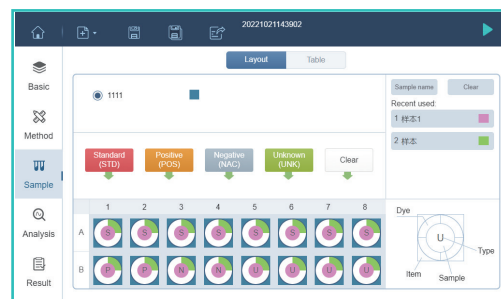 20221021143902
Layout
Table
Basic
Method
Sample
Analysis
Result
1111
Standard
(STD)
Positive
(POS)
Negative
(NAC)
Unknown
(UNK)
Clear
Sample name
Clear
Recent used:
1 样本1
2 样本
1 2 3 4 5 6 7 8
A S S S S S S S S
B P P N N U U U U
Dye
U
Type
Item
Sample